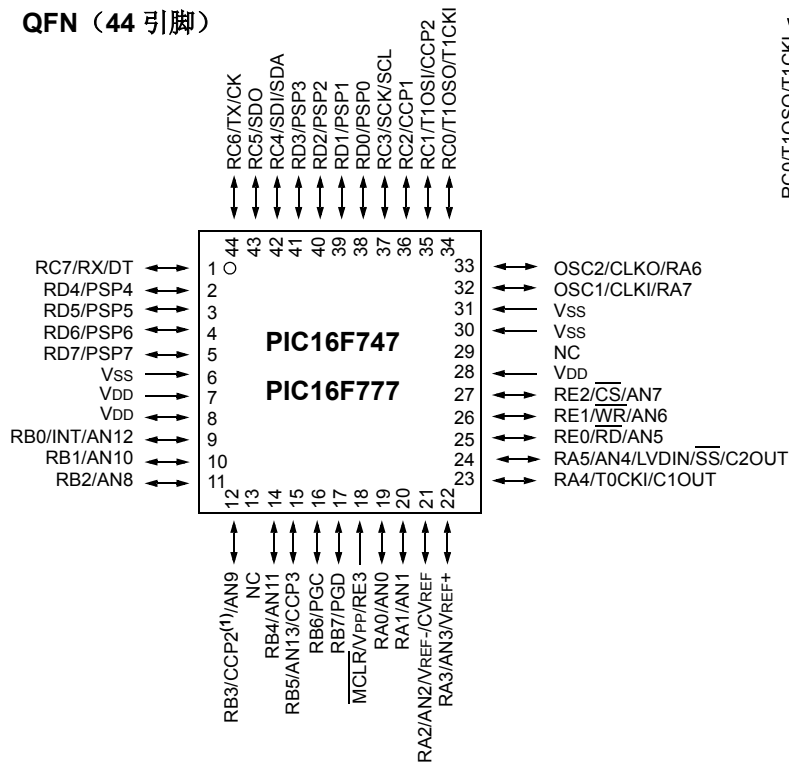 QFN（44 引脚）
RC6/TX/CK
RC5/SDO
RC4/SDI/SDA
RD3/PSP3
RD2/PSP2
RD1/PSP1
RD0/PSP0
RC3/SCK/SCL
RC2/CCP1
RC1/T1OSI/CCP2
RC0/T1OSO/T1CKI
RC0/T1OSO/T1CKI
44
43
42
41
40
39
38
37
36
35
34
RC7/RX/DT 1
RD4/PSP4 2
RD5/PSP5 3
RD6/PSP6 4
RD7/PSP7 5
VSS 6
VDD 7
VDD 8
RB0/INT/AN12 9
RB1/AN10 10
RB2/AN8 11
PIC16F747
PIC16F777
33 OSC2/CLKO/RA6
32 OSC1/CLKI/RA7
31 VSS
30 VSS
29 NC
28 VDD
27 RE2/CS/AN7
26 RE1/WR/AN6
25 RE0/RD/AN5
24 RA5/AN4/LVDIN/SS/C2OUT
23 RA4/T0CKI/C1OUT
12
13
14
15
16
17
18
19
20
21
22
RB3/CCP2(1)/AN9
NC
RB4/AN11
RB5/AN13/CCP3
RB6/PGC
RB7/PGD
MCLR/VPP/RE3
RA0/AN0
RA1/AN1
RA2/AN2/VREF-/CVREF
RA3/AN3/VREF+